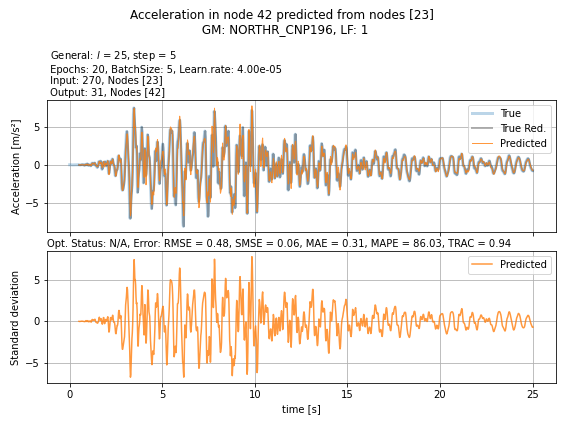 Acceleration in node 42 predicted from nodes [23]
GM: NORTHR_CNP196, LF: 1
General: l = 25, step = 5
Epochs: 20, BatchSize: 5, Learn.rate: 4.00e-05
Input: 270, Nodes [23]
Output: 31, Nodes [42]
Acceleration [m/s²]
5
0
−5
True
True Red.
Predicted
Opt. Status: N/A, Error: RMSE = 0.48, SMSE = 0.06, MAE = 0.31, MAPE = 86.03, TRAC = 0.94
Standard deviation
5
0
−5
Predicted
0 5 10 15 20 25
time [s]